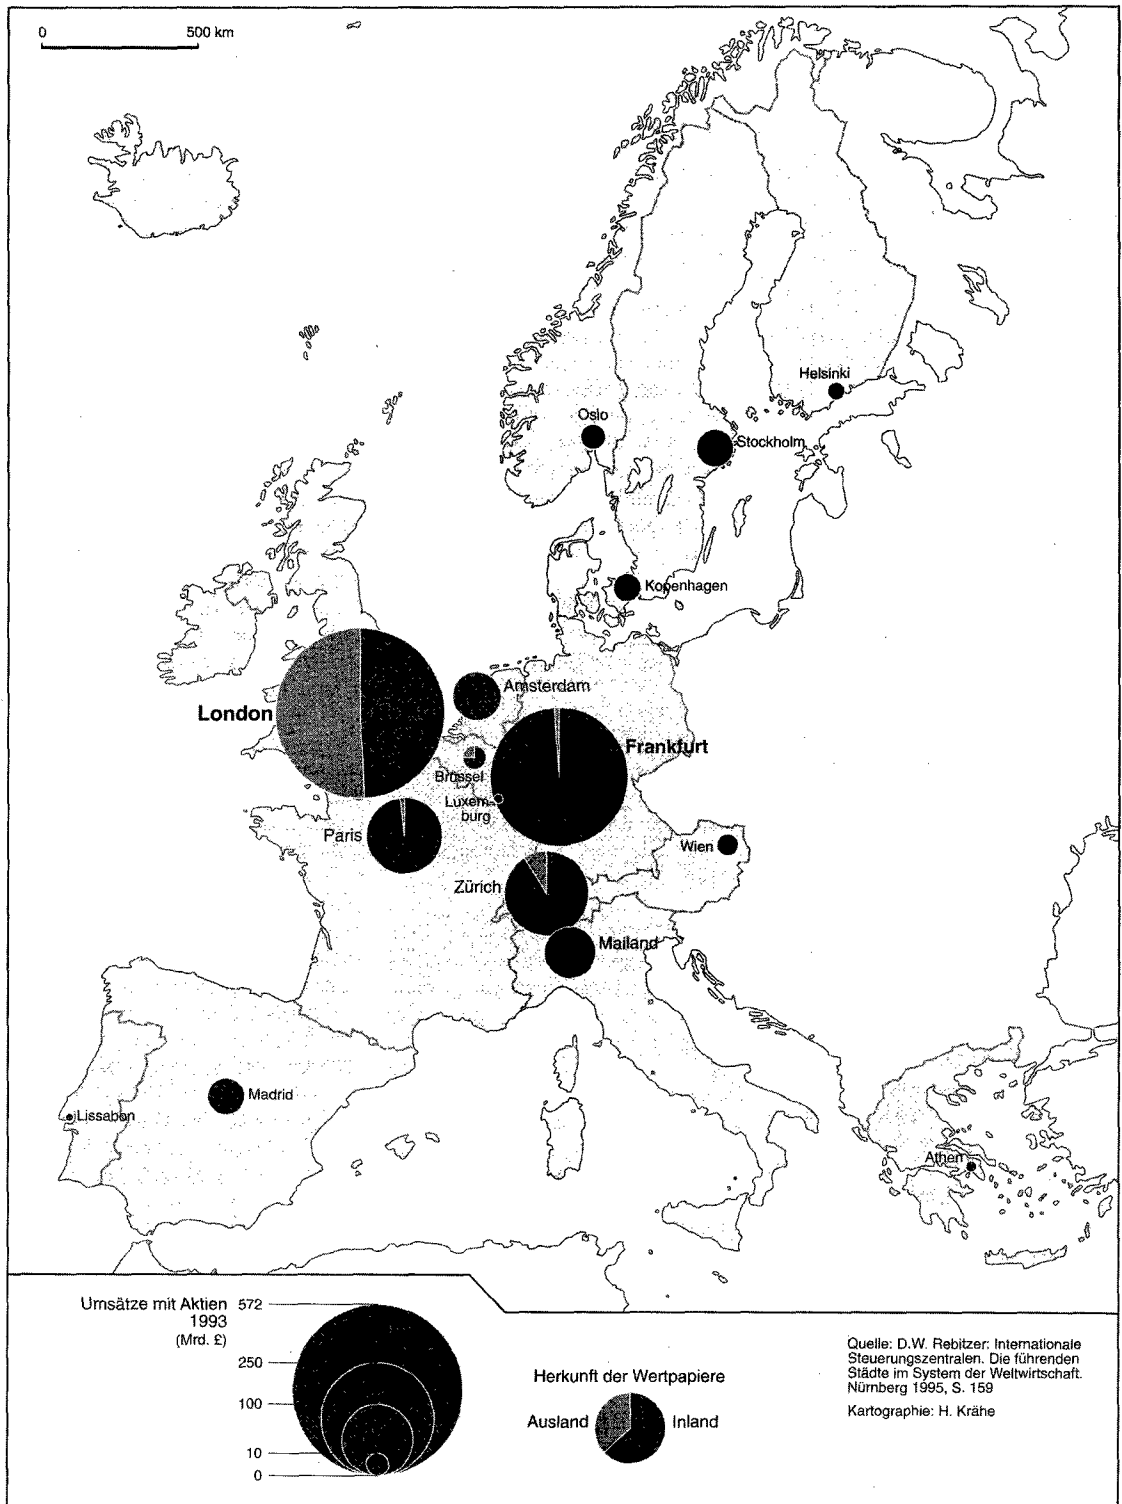 0 500 km
Helsinki
Oslo
Stockholm
Kopenhagen
Amsterdam
London
Frankfurt
Brüssel
Luxem-
burg
Paris
Wien
Zürich
Mailand
Madrid
Lissabon
Athen
Umsätze mit Aktien
1993
(Mrd. £)
572
250
100
10
0
Herkunft der Wertpapiere
Ausland Inland
Quelle: D.W. Rebitzer: Internationale
Steuerungszentralen. Die führenden
Städte im System der Weltwirtschaft.
Nürnberg 1995, S. 159
Kartographie: H. Krähe